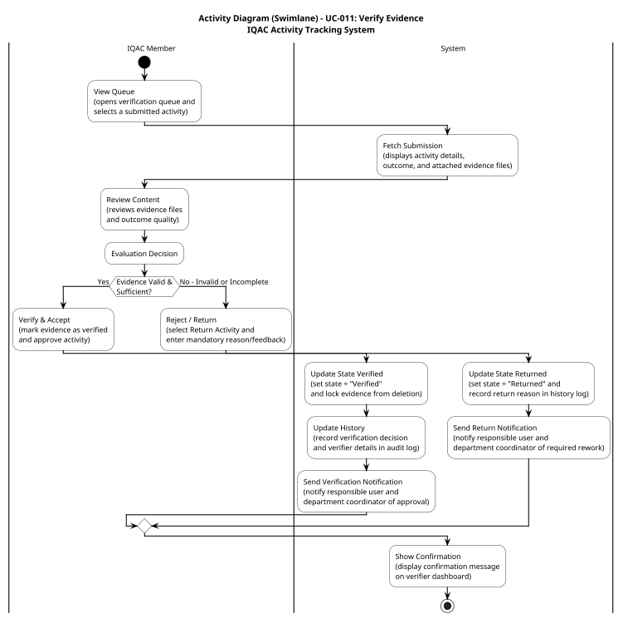 Activity Diagram (Swimlane) - UC-011: Verify Evidence
IQAC Activity Tracking System
IQAC Member
System
View Queue
(opens verification queue and
selects a submitted activity)
Fetch Submission
(displays activity details,
outcome, and attached evidence files)
Review Content
(reviews evidence files
and outcome quality)
Evaluation Decision
Yes
Evidence Valid &
Sufficient?
No - Invalid or Incomplete
Verify & Accept
(mark evidence as verified
and approve activity)
Reject / Return
(select Return Activity and
enter mandatory reason/feedback)
Update State Verified
(set state = "Verified"
and lock evidence from deletion)
Update State Returned
(set state = "Returned" and
record return reason in history log)
Update History
(record verification decision
and verifier details in audit log)
Send Return Notification
(notify responsible user and
department coordinator of required rework)
Send Verification Notification
(notify responsible user and
department coordinator of approval)
Show Confirmation
(display confirmation message
on verifier dashboard)